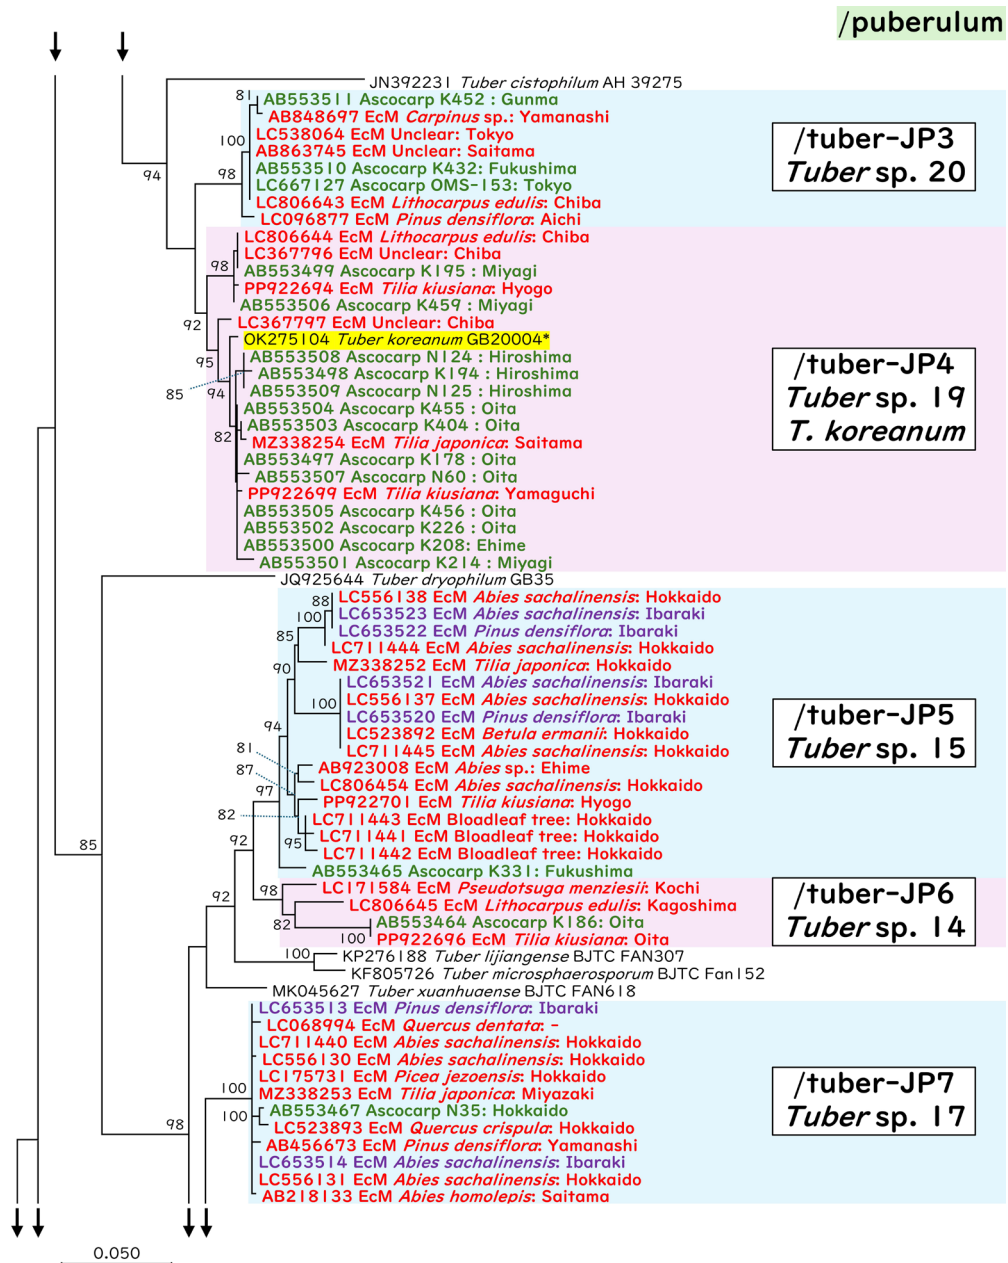 /puberulum
JN392231 Tuber cistophilum AH 39275
81
AB553511 Ascocarp K452 : Gunma
AB848697 EcM Carpinus sp.: Yamanashi
LC538064 EcM Unclear: Tokyo
100
AB863745 EcM Unclear: Saitama
AB553510 Ascocarp K432: Fukushima
94
98
LC667127 Ascocarp OMS-153: Tokyo
LC806643 EcM Lithocarpus edulis: Chiba
LC096877 EcM Pinus densiflora: Aichi
/tuber-JP3
Tuber sp. 20
LC806644 EcM Lithocarpus edulis: Chiba
LC367796 EcM Unclear: Chiba
98
AB553499 Ascocarp K195 : Miyagi
PP922694 EcM Tilia kiusiana: Hyogo
AB553506 Ascocarp K459 : Miyagi
92
LC367797 EcM Unclear: Chiba
OK275104 Tuber koreanum GB20004*
95
AB553508 Ascocarp N124 : Hiroshima
AB553498 Ascocarp K194 : Hiroshima
85
94
AB553509 Ascocarp N125 : Hiroshima
AB553504 Ascocarp K455 : Oita
AB553503 Ascocarp K404 : Oita
82
MZ338254 EcM Tilia japonica: Saitama
AB553497 Ascocarp K178 : Oita
AB553507 Ascocarp N60 : Oita
PP922699 EcM Tilia kiusiana: Yamaguchi
AB553505 Ascocarp K456 : Oita
AB553502 Ascocarp K226 : Oita
AB553500 Ascocarp K208: Ehime
AB553501 Ascocarp K214 : Miyagi
/tuber-JP4
Tuber sp. 19
T. koreanum
JQ925644 Tuber dryophilum GB35
88
LC556138 EcM Abies sachalinensis: Hokkaido
100
LC653523 EcM Abies sachalinensis: Ibaraki
LC653522 EcM Pinus densiflora: Ibaraki
85
LC711444 EcM Abies sachalinensis: Hokkaido
90
MZ338252 EcM Tilia japonica: Hokkaido
LC653521 EcM Abies sachalinensis: Ibaraki
100
LC556137 EcM Abies sachalinensis: Hokkaido
LC653520 EcM Pinus densiflora: Ibaraki
94
LC523892 EcM Betula ermanii: Hokkaido
81
LC711445 EcM Abies sachalinensis: Hokkaido
87
AB923008 EcM Abies sp.: Ehime
97
LC806454 EcM Abies sachalinensis: Hokkaido
PP922701 EcM Tilia kiusiana: Hyogo
82
LC711443 EcM Bloadleaf tree: Hokkaido
92
95
LC711441 EcM Bloadleaf tree: Hokkaido
LC711442 EcM Bloadleaf tree: Hokkaido
85
AB553465 Ascocarp K331: Fukushima
/tuber-JP5
Tuber sp. 15
92
98
LC171584 EcM Pseudotsuga menziesii: Kochi
LC806645 EcM Lithocarpus edulis: Kagoshima
82
AB553464 Ascocarp K186: Oita
100
PP922696 EcM Tilia kiusiana: Oita
/tuber-JP6
Tuber sp. 14
100
KP276188 Tuber lijiangense BJTC FAN307
KF805726 Tuber microsphaerosporum BJTC Fan152
MK045627 Tuber xuanhuaense BJTC FAN618
LC653513 EcM Pinus densiflora: Ibaraki
LC068994 EcM Quercus dentata: -
LC711440 EcM Abies sachalinensis: Hokkaido
LC556130 EcM Abies sachalinensis: Hokkaido
LC175731 EcM Picea jezoensis: Hokkaido
100
MZ338253 EcM Tilia japonica: Miyazaki
100
AB553467 Ascocarp N35: Hokkaido
98
LC523893 EcM Quercus crispula: Hokkaido
AB456673 EcM Pinus densiflora: Yamanashi
LC653514 EcM Abies sachalinensis: Ibaraki
LC556131 EcM Abies sachalinensis: Hokkaido
AB218133 EcM Abies homolepis: Saitama
/tuber-JP7
Tuber sp. 17
0.050